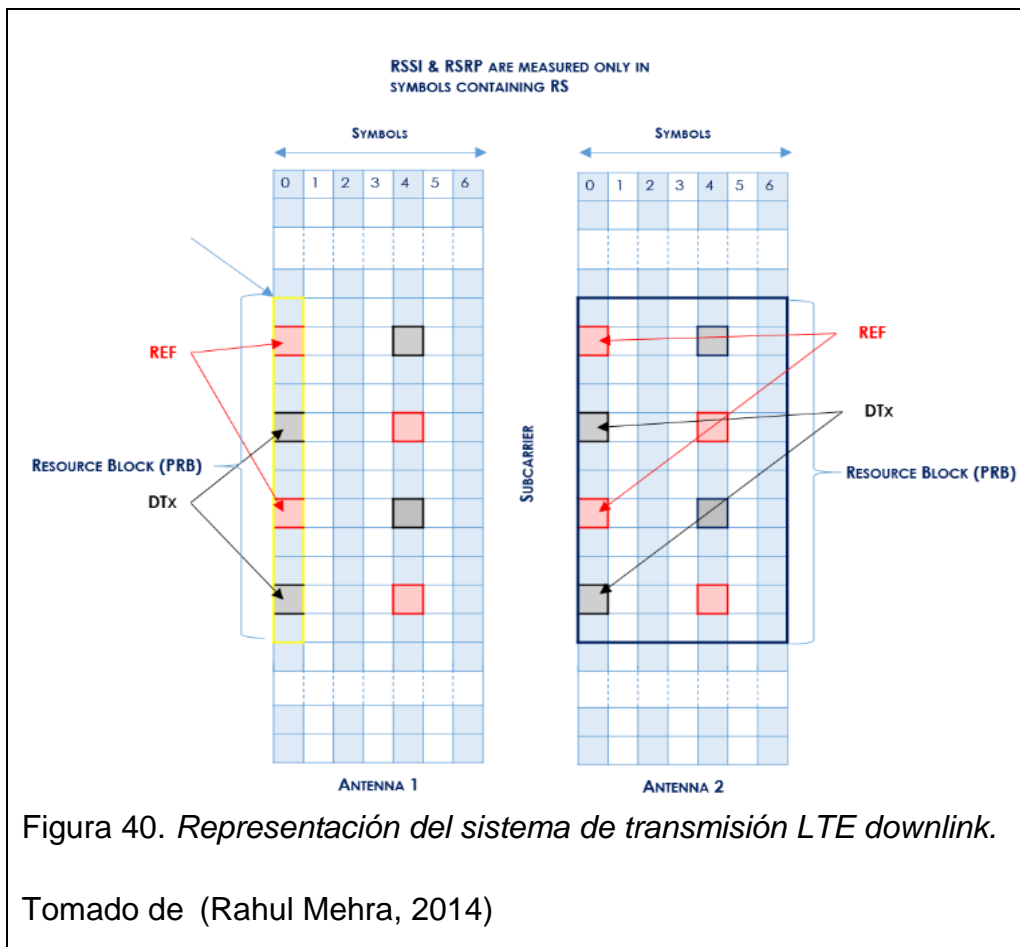 RSSI & RSRP ARE MEASURED ONLY IN
SYMBOLS CONTAINING RS
SYMBOLS
SYMBOLS
0 1 2 3 4 5 6
0 1 2 3 4 5 6
REF
REF
DTX
SUBCARRIER
RESOURCE BLOCK (PRB)
RESOURCE BLOCK (PRB)
DTX
ANTENNA 1
ANTENNA 2
Figura 40. Representación del sistema de transmisión LTE downlink.
Tomado de (Rahul Mehra, 2014)